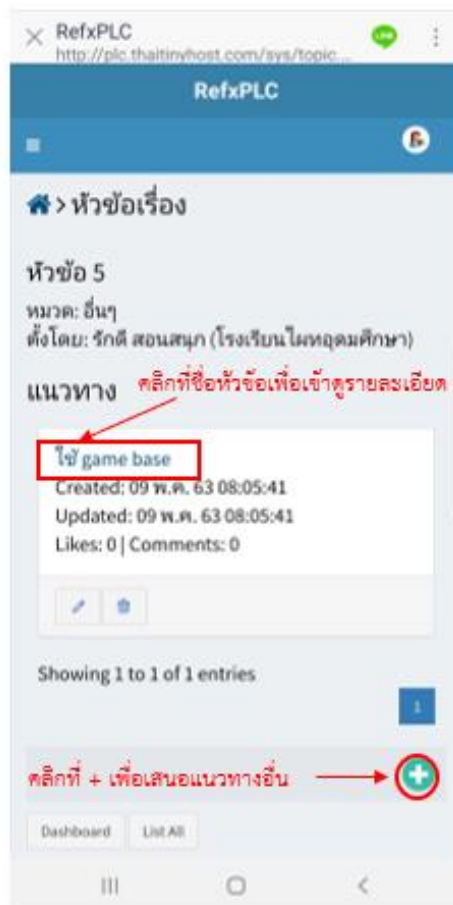 RefxPLC
http://plc.thaitinyhost.com/sys/topic...
LINE
RefxPLC
> หัวข้อเรื่อง
หัวข้อ 5
หมวด: อื่นๆ
ตั้งโดย: รักดี สอนสนุก (โรงเรียนไผทอุดมศึกษา)
คลิกที่ชื่อหัวข้อเพื่อเข้าดูรายละเอียด
แนวทาง
ใช้ game base
Created: 09 พ.ค. 63 08:05:41
Updated: 09 พ.ค. 63 08:05:41
Likes: 0 | Comments: 0
Showing 1 to 1 of 1 entries
1
คลิกที่ + เพื่อเสนอแนวทางอื่น
Dashboard List All